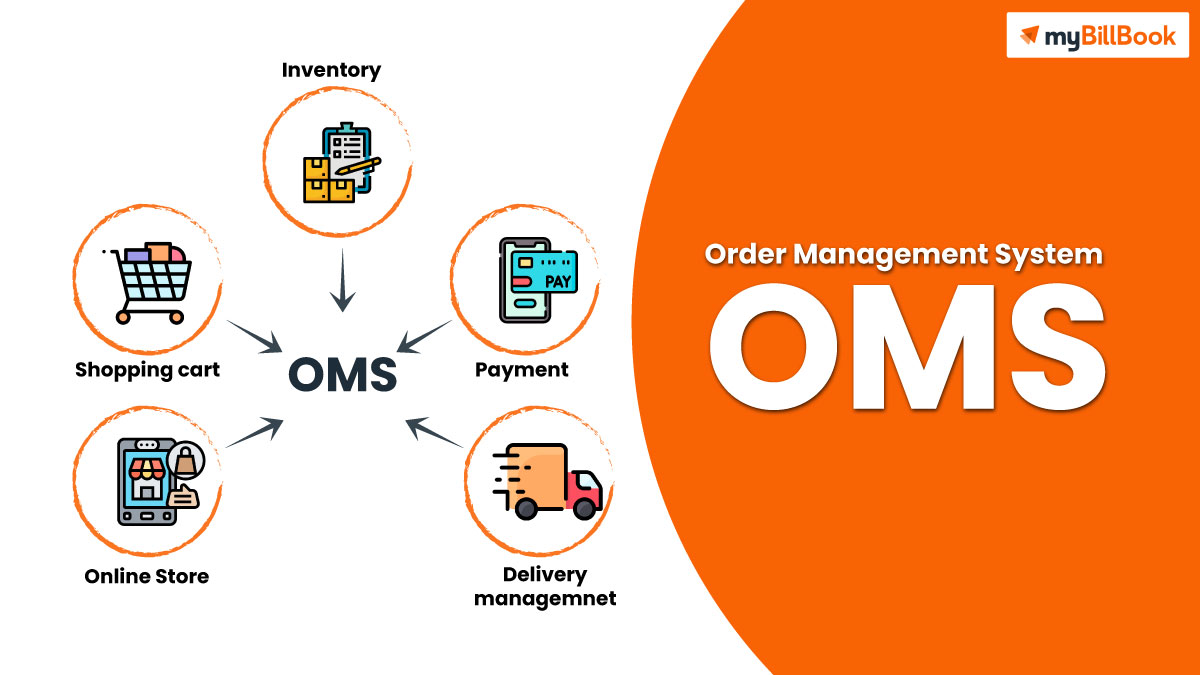 myBillBook
Inventory
PAY
Shopping cart
Payment
OMS
Online Store
Delivery
managemnet
Order Management System
OMS